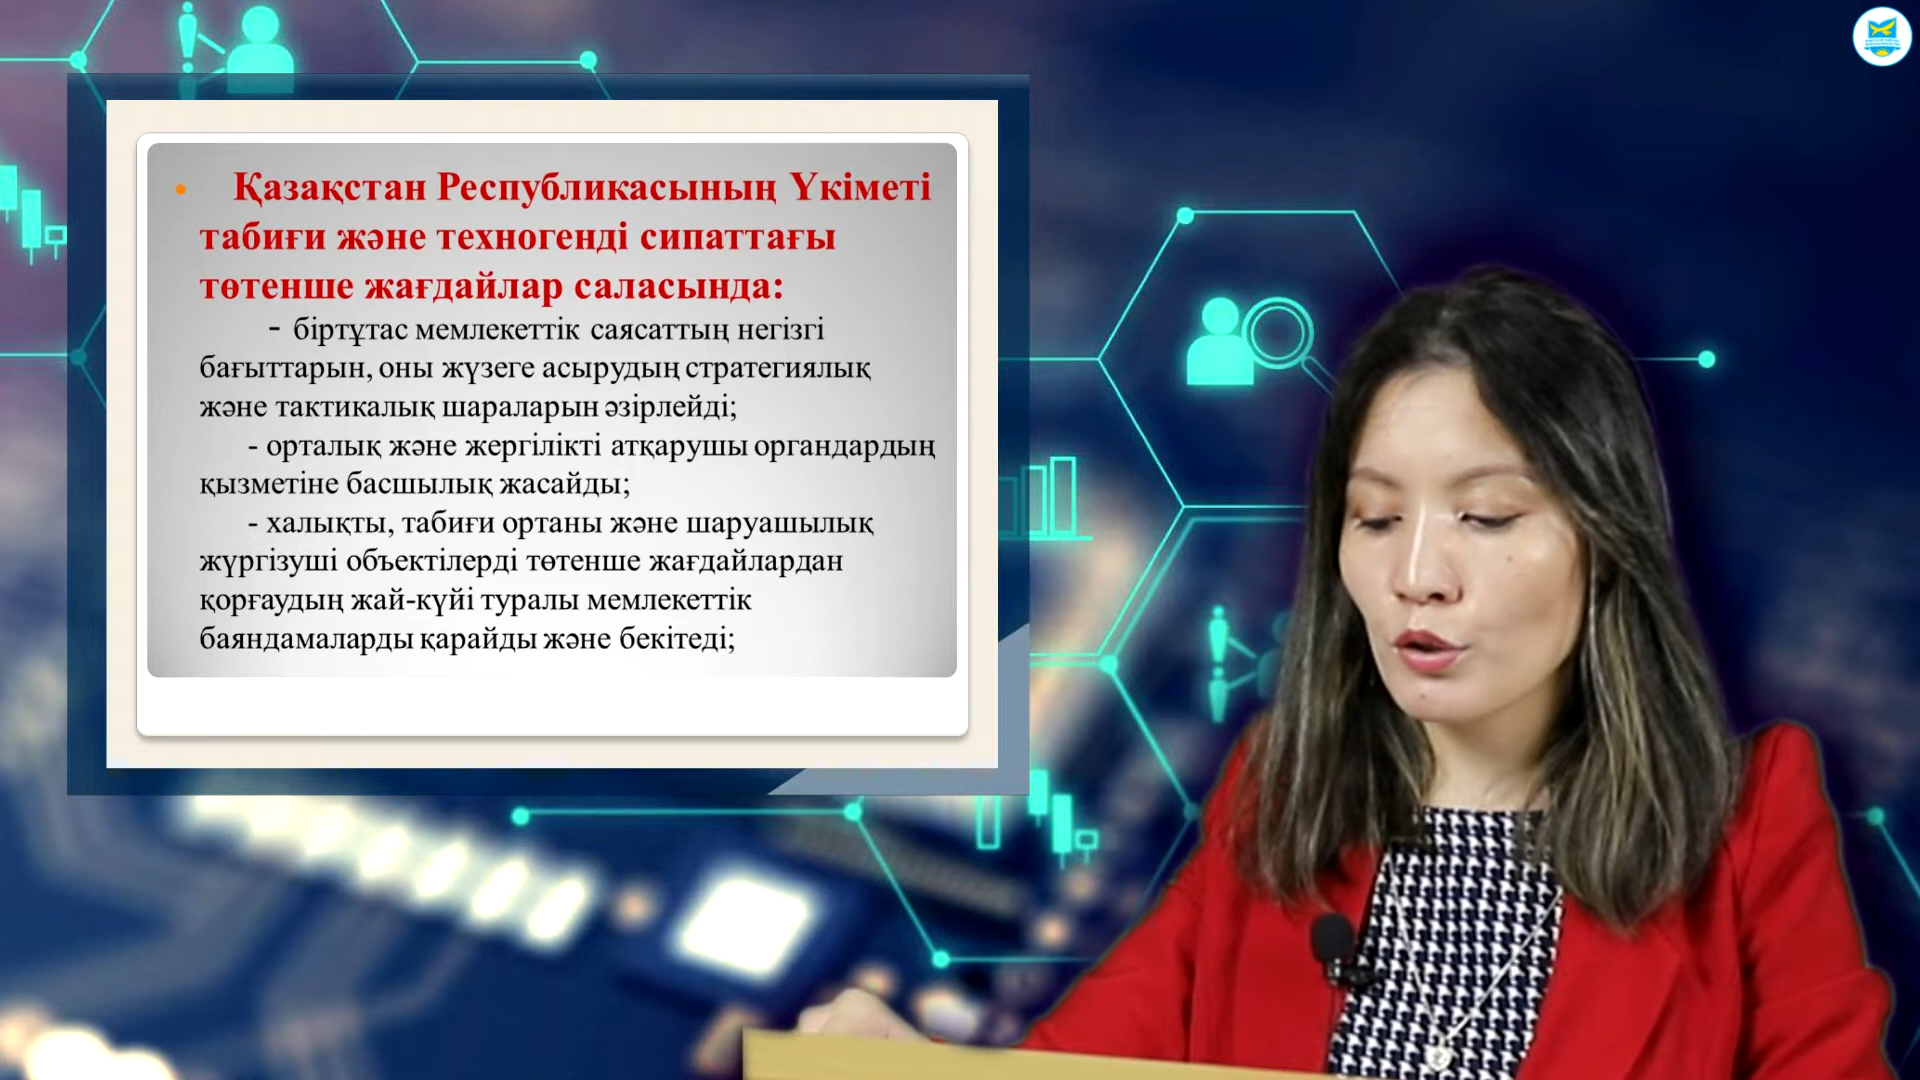 • Қазақстан Республикасының Үкіметі
табиғи және техногенді сипаттағы
төтенше жағдайлар саласында:
- біртұтас мемлекеттік саясаттың негізгі
бағыттарын, оны жүзеге асырудың стратегиялық
және тактикалық шараларын әзірлейді;
- орталық және жергілікті атқарушы органдардың
қызметіне басшылық жасайды;
- халықты, табиғи ортаны және шаруашылық
жүргізуші объектілерді төтенше жағдайлардан
қорғаудың жай-күйі туралы мемлекеттік
баяндамаларды қарайды және бекітеді;